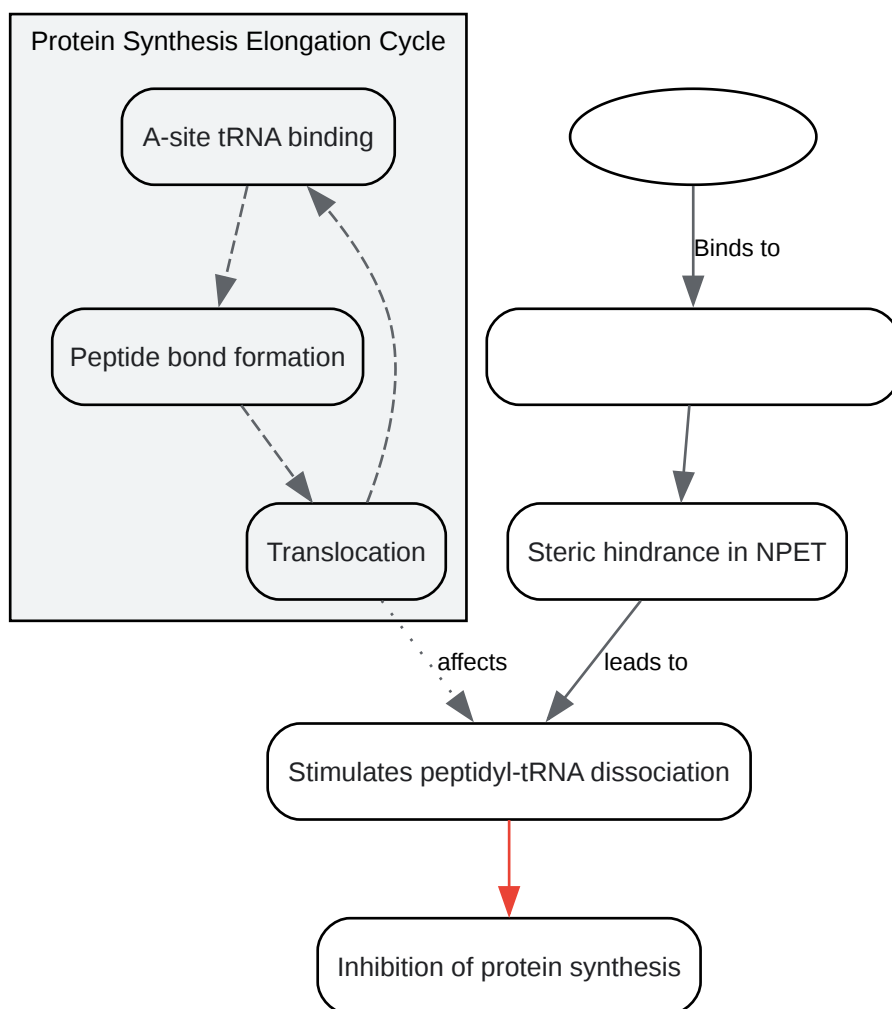 Protein Synthesis Elongation Cycle
A-site tRNA binding
Binds to
Peptide bond formation
Translocation
Steric hindrance in NPET
affects
leads to
Stimulates peptidyl-tRNA dissociation
Inhibition of protein synthesis